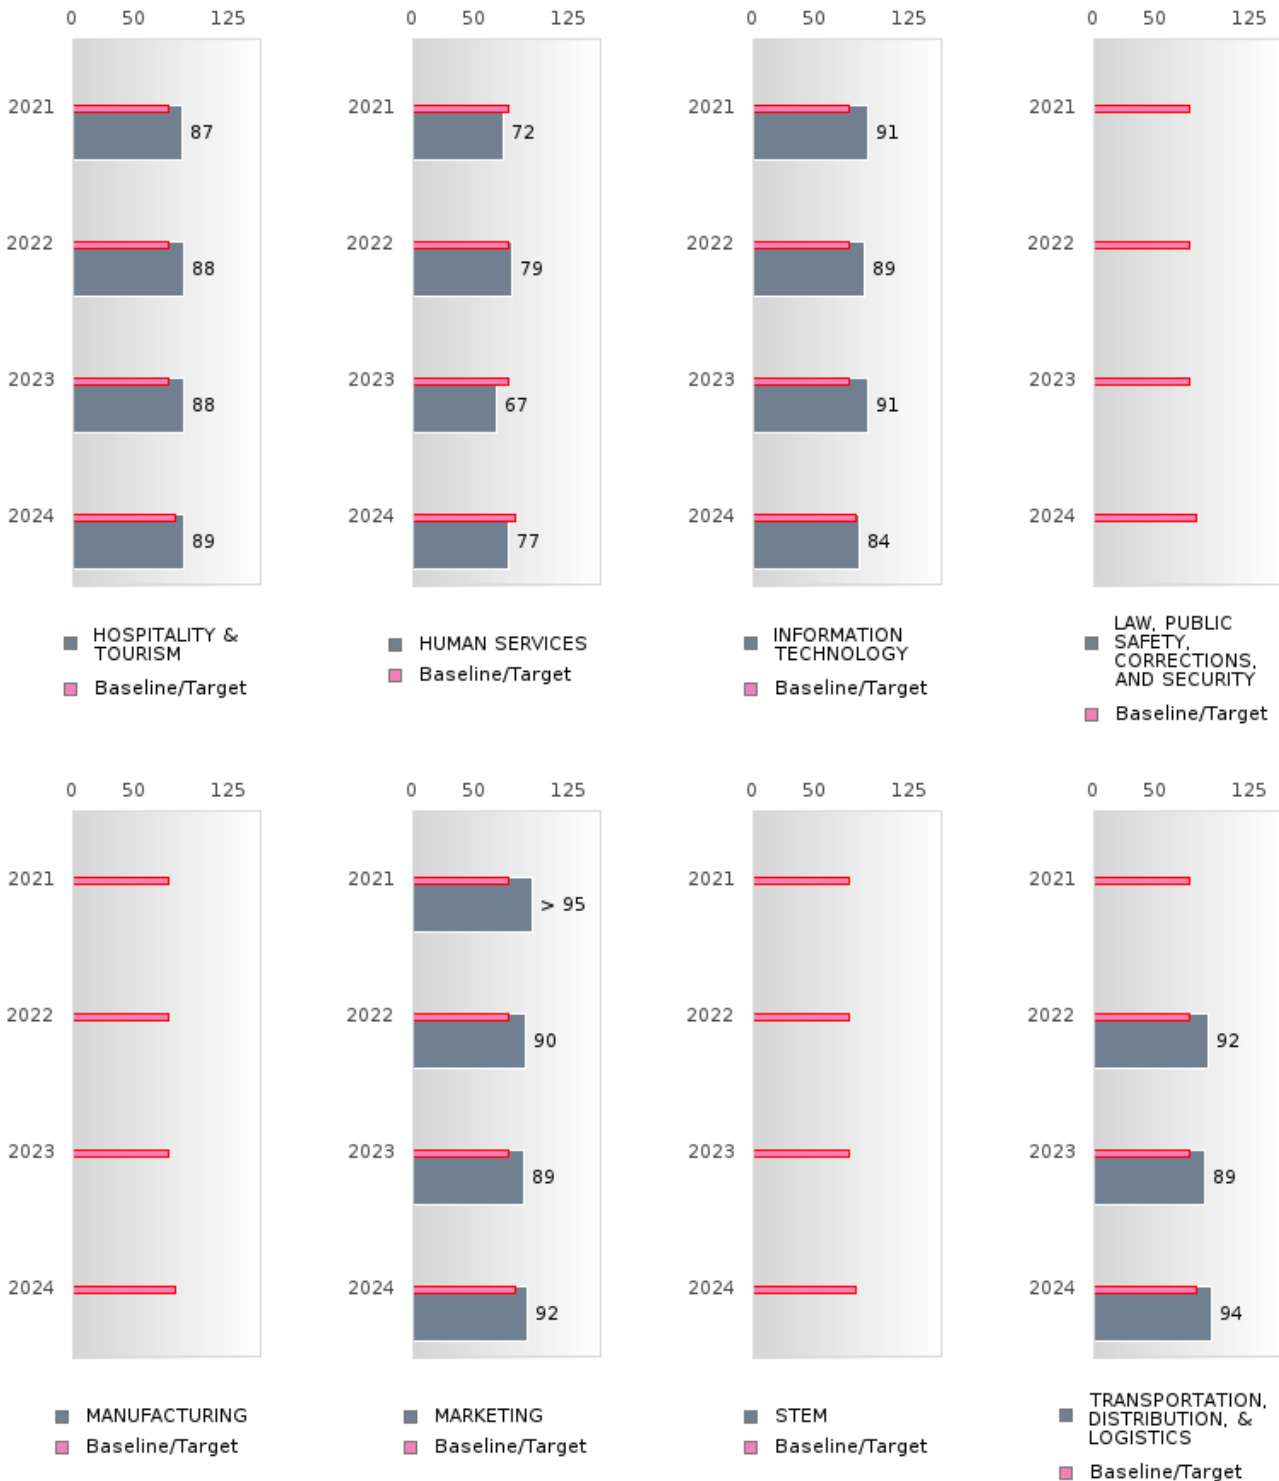 0 50 125
2021 87
2022 88
2023 88
2024 89
HOSPITALITY &
TOURISM
Baseline/Target
0 50 125
2021 72
2022 79
2023 67
2024 77
HUMAN SERVICES
Baseline/Target
0 50 125
2021 91
2022 89
2023 91
2024 84
INFORMATION
TECHNOLOGY
Baseline/Target
0 50 125
2021
2022
2023
2024
LAW, PUBLIC
SAFETY,
CORRECTIONS,
AND SECURITY
Baseline/Target
0 50 125
2021
2022
2023
2024
MANUFACTURING
Baseline/Target
0 50 125
2021 > 95
2022 90
2023 89
2024 92
MARKETING
Baseline/Target
0 50 125
2021
2022
2023
2024
STEM
Baseline/Target
0 50 125
2021
2022 92
2023 89
2024 94
TRANSPORTATION,
DISTRIBUTION, &
LOGISTICS
Baseline/Target